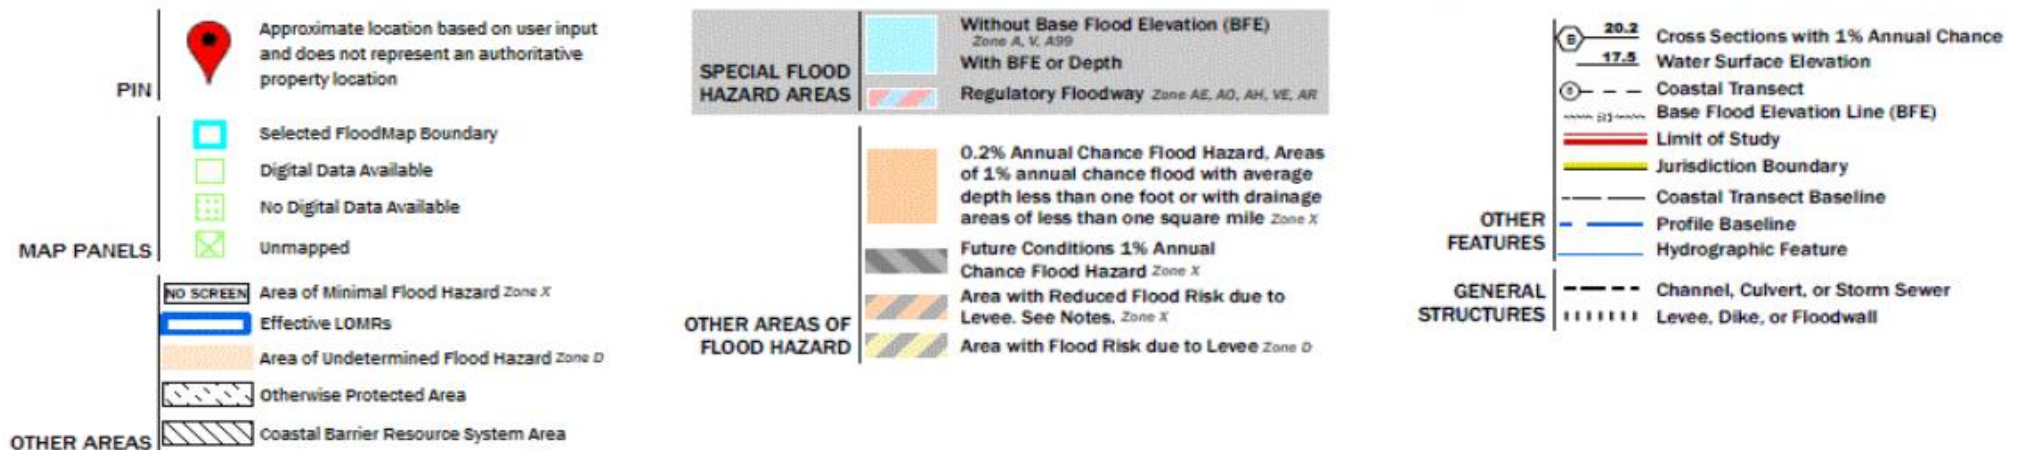 PIN
Approximate location based on user input
and does not represent an authoritative
property location
MAP PANELS
Selected FloodMap Boundary
Digital Data Available
No Digital Data Available
Unmapped
OTHER AREAS
NO SCREEN Area of Minimal Flood Hazard Zone X
Effective LOMRs
Area of Undetermined Flood Hazard Zone D
Otherwise Protected Area
Coastal Barrier Resource System Area
SPECIAL FLOOD
HAZARD AREAS
Without Base Flood Elevation (BFE)
Zone A, V, A99
With BFE or Depth
Regulatory Floodway Zone AE, AO, AH, VE, AR
OTHER AREAS OF
FLOOD HAZARD
0.2% Annual Chance Flood Hazard, Areas
of 1% annual chance flood with average
depth less than one foot or with drainage
areas of less than one square mile Zone X
Future Conditions 1% Annual
Chance Flood Hazard Zone X
Area with Reduced Flood Risk due to
Levee. See Notes. Zone X
Area with Flood Risk due to Levee Zone D
OTHER
FEATURES
B 20.2 Cross Sections with 1% Annual Chance
17.5 Water Surface Elevation
Coastal Transect
Base Flood Elevation Line (BFE)
Limit of Study
Jurisdiction Boundary
Coastal Transect Baseline
Profile Baseline
Hydrographic Feature
GENERAL
STRUCTURES
Channel, Culvert, or Storm Sewer
Levee, Dike, or Floodwall